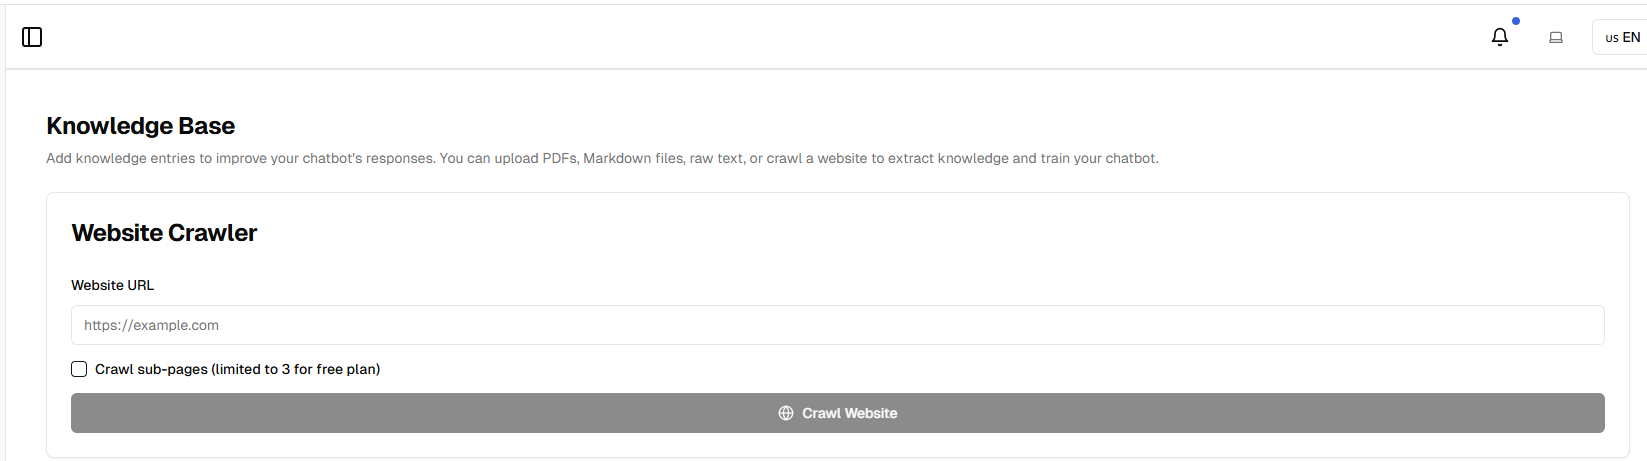 US EN
Knowledge Base
Add knowledge entries to improve your chatbot's responses. You can upload PDFs, Markdown files, raw text, or crawl a website to extract knowledge and train your chatbot.
Website Crawler
Website URL
https://example.com
Crawl sub-pages (limited to 3 for free plan)
Crawl Website